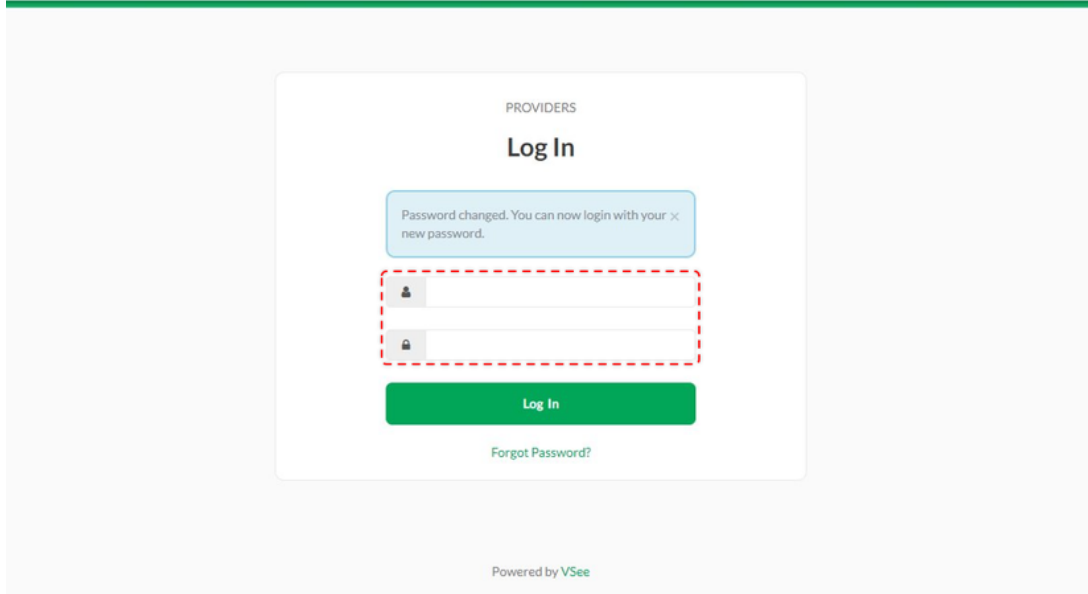 PROVIDERS
Log In
Password changed. You can now login with your ×
new password.
Log In
Forgot Password?
Powered by VSee